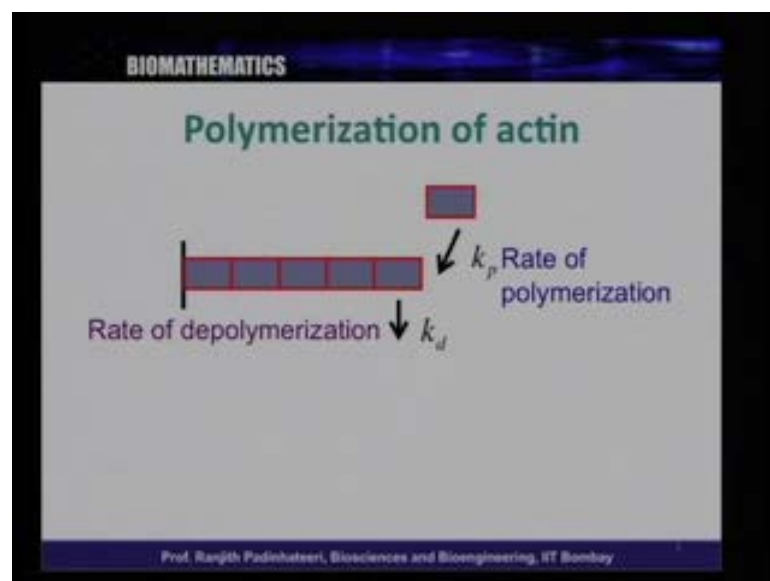 BIOMATHEMATICS
Polymerization of actin
k_p Rate of
polymerization
Rate of depolymerization k_d
Prof. Ranjith Padinhateeri, Biosciences and Bioengineering, IIT Bombay